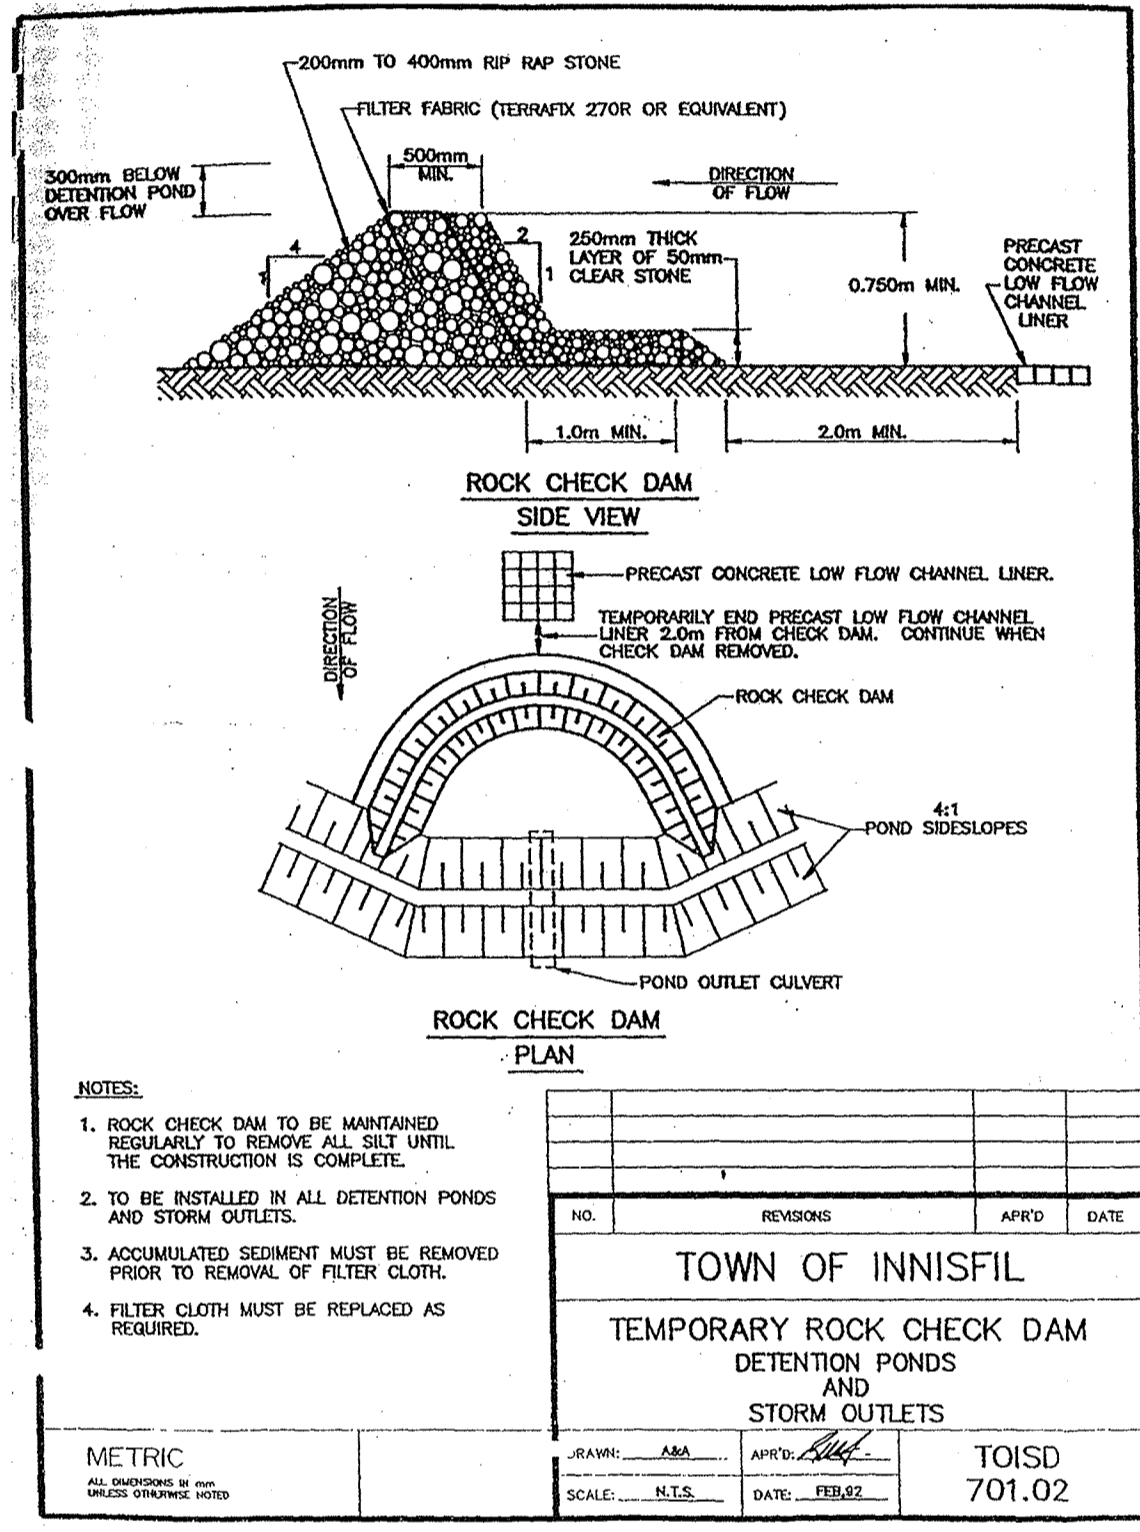 200mm TO 400mm RIP RAP STONE
FILTER FABRIC (TERRAFIX 270R OR EQUIVALENT)
500mm
MIN.
300mm BELOW
DETENTION POND
OVER FLOW
DIRECTION
OF FLOW
4
2
1
250mm THICK
LAYER OF 50mm
CLEAR STONE
0.750m MIN.
PRECAST
CONCRETE
LOW FLOW
CHANNEL
LINER
1.0m MIN.
2.0m MIN.
ROCK CHECK DAM
SIDE VIEW
PRECAST CONCRETE LOW FLOW CHANNEL LINER.
TEMPORARILY END PRECAST LOW FLOW CHANNEL
LINER 2.0m FROM CHECK DAM. CONTINUE WHEN
CHECK DAM REMOVED.
DIRECTION
OF FLOW
ROCK CHECK DAM
4:1
POND SIDESLOPES
POND OUTLET CULVERT
ROCK CHECK DAM
PLAN
NOTES:
1. ROCK CHECK DAM TO BE MAINTAINED
REGULARLY TO REMOVE ALL SILT UNTIL
THE CONSTRUCTION IS COMPLETE.
2. TO BE INSTALLED IN ALL DETENTION PONDS
AND STORM OUTLETS.
3. ACCUMULATED SEDIMENT MUST BE REMOVED
PRIOR TO REMOVAL OF FILTER CLOTH.
4. FILTER CLOTH MUST BE REPLACED AS
REQUIRED.
NO. REVISIONS APR'D DATE
TOWN OF INNISFIL
TEMPORARY ROCK CHECK DAM
DETENTION PONDS
AND
STORM OUTLETS
METRIC
ALL DIMENSIONS IN mm
UNLESS OTHERWISE NOTED
DRAWN: A&A
APR'D:
SCALE: N.T.S.
DATE: FEB,92
TOISD
701.02